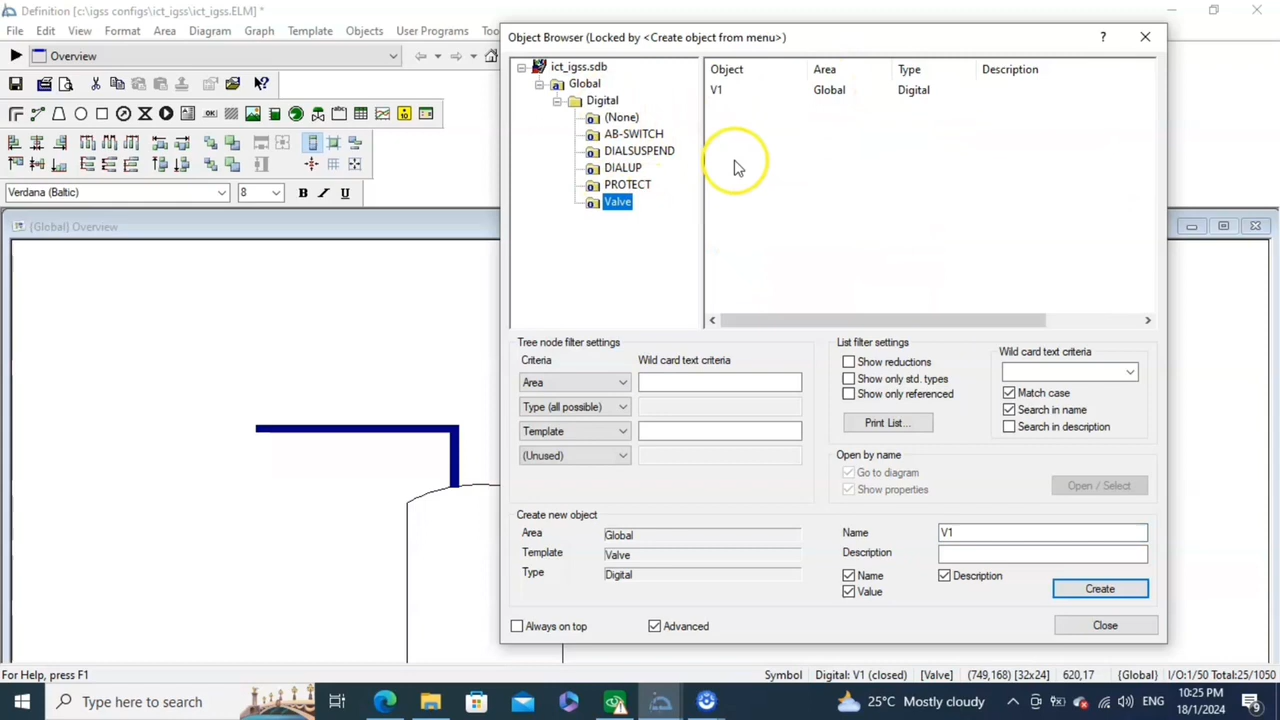 Definition [c:\igss configs\ict_igss\ict_igss.ELM] *
File Edit View Format Area Diagram Graph Template Objects User Programs Too
Overview
Verdana (Baltic) 8 B I U
[Global] Overview
Object Browser (Locked by <Create object from menu>) ?
ict_igss.sdb
Global
Digital
(None)
AB-SWITCH
DIALSUSPEND
DIALUP
PROTECT
Valve
Object Area Type Description
V1 Global Digital
Tree node filter settings
Criteria Wild card text criteria
Area
Type (all possible)
Template
(Unused)
List filter settings
Show reductions
Show only std. types
Show only referenced
Print List...
Wild card text criteria
Match case
Search in name
Search in description
Open by name
Go to diagram
Show properties
Open / Select
Create new object
Area Global
Template Valve
Type Digital
Name V1
Description
Name Description
Value
Create
Always on top Advanced Close
For Help, press F1 Symbol Digital: V1 (closed) [Valve] (749,168) [32x24] 620,17 {Global} I/O:1/50 Total:25/1050
Type here to search 25°C Mostly cloudy ENG 10:25 PM
18/1/2024 9